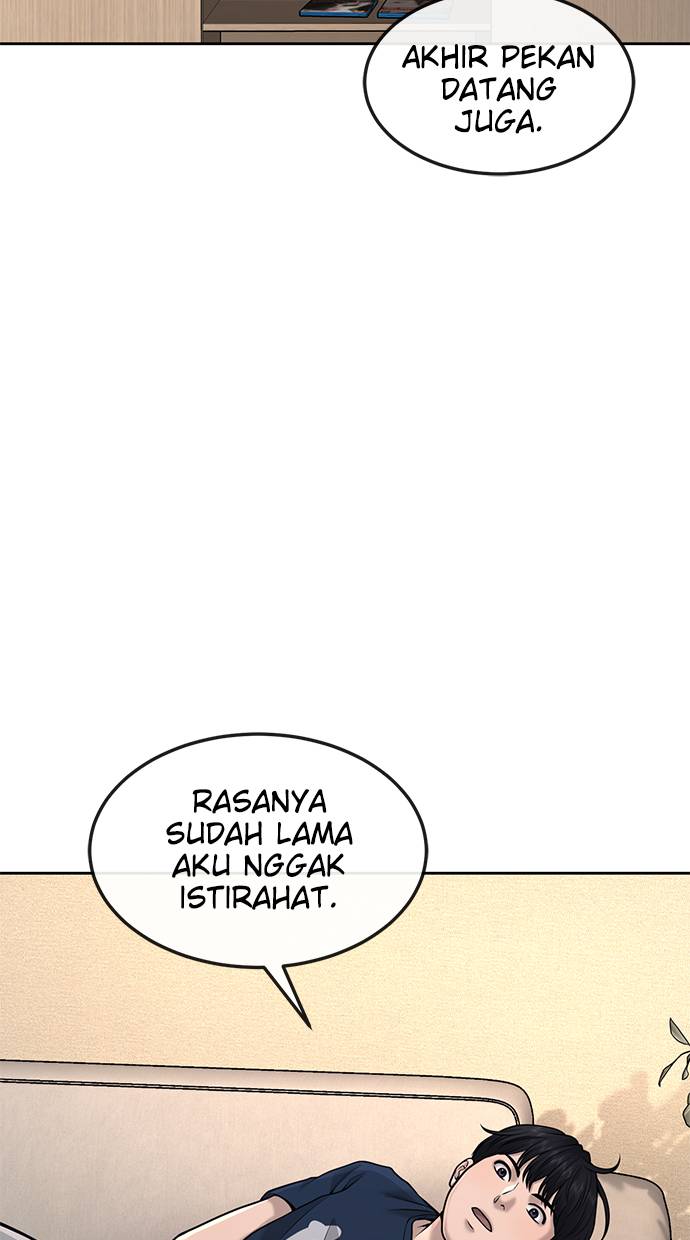 AKHIR PEKAN
DATANG
JUGA.
RASANYA
SUDAH LAMA
AKU NGGAK
ISTIRAHAT.